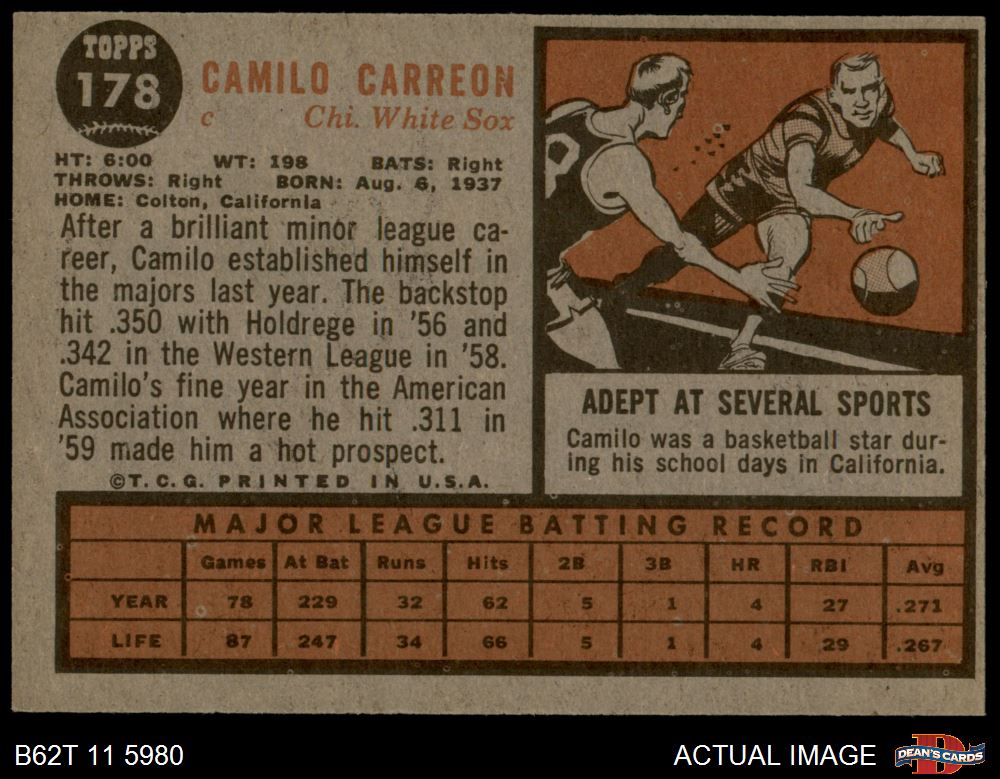 TOPPS
178
CAMILO CARREON
c Chi. White Sox
HT: 6:00 WT: 198 BATS: Right
THROWS: Right BORN: Aug. 6, 1937
HOME: Colton, California
After a brilliant minor league ca-
reer, Camilo established himself in
the majors last year. The backstop
hit .350 with Holdrege in '56 and
.342 in the Western League in '58.
Camilo's fine year in the American
Association where he hit .311 in
'59 made him a hot prospect.
©T.C.G. PRINTED IN U.S.A.
ADEPT AT SEVERAL SPORTS
Camilo was a basketball star dur-
ing his school days in California.
MAJOR LEAGUE BATTING RECORD
Games At Bat Runs Hits 2B 3B HR RBI Avg
YEAR 78 229 32 62 5 1 4 27 .271
LIFE 87 247 34 66 5 1 4 29 .267
B62T 11 5980 ACTUAL IMAGE
D
DEAN'S CARDS